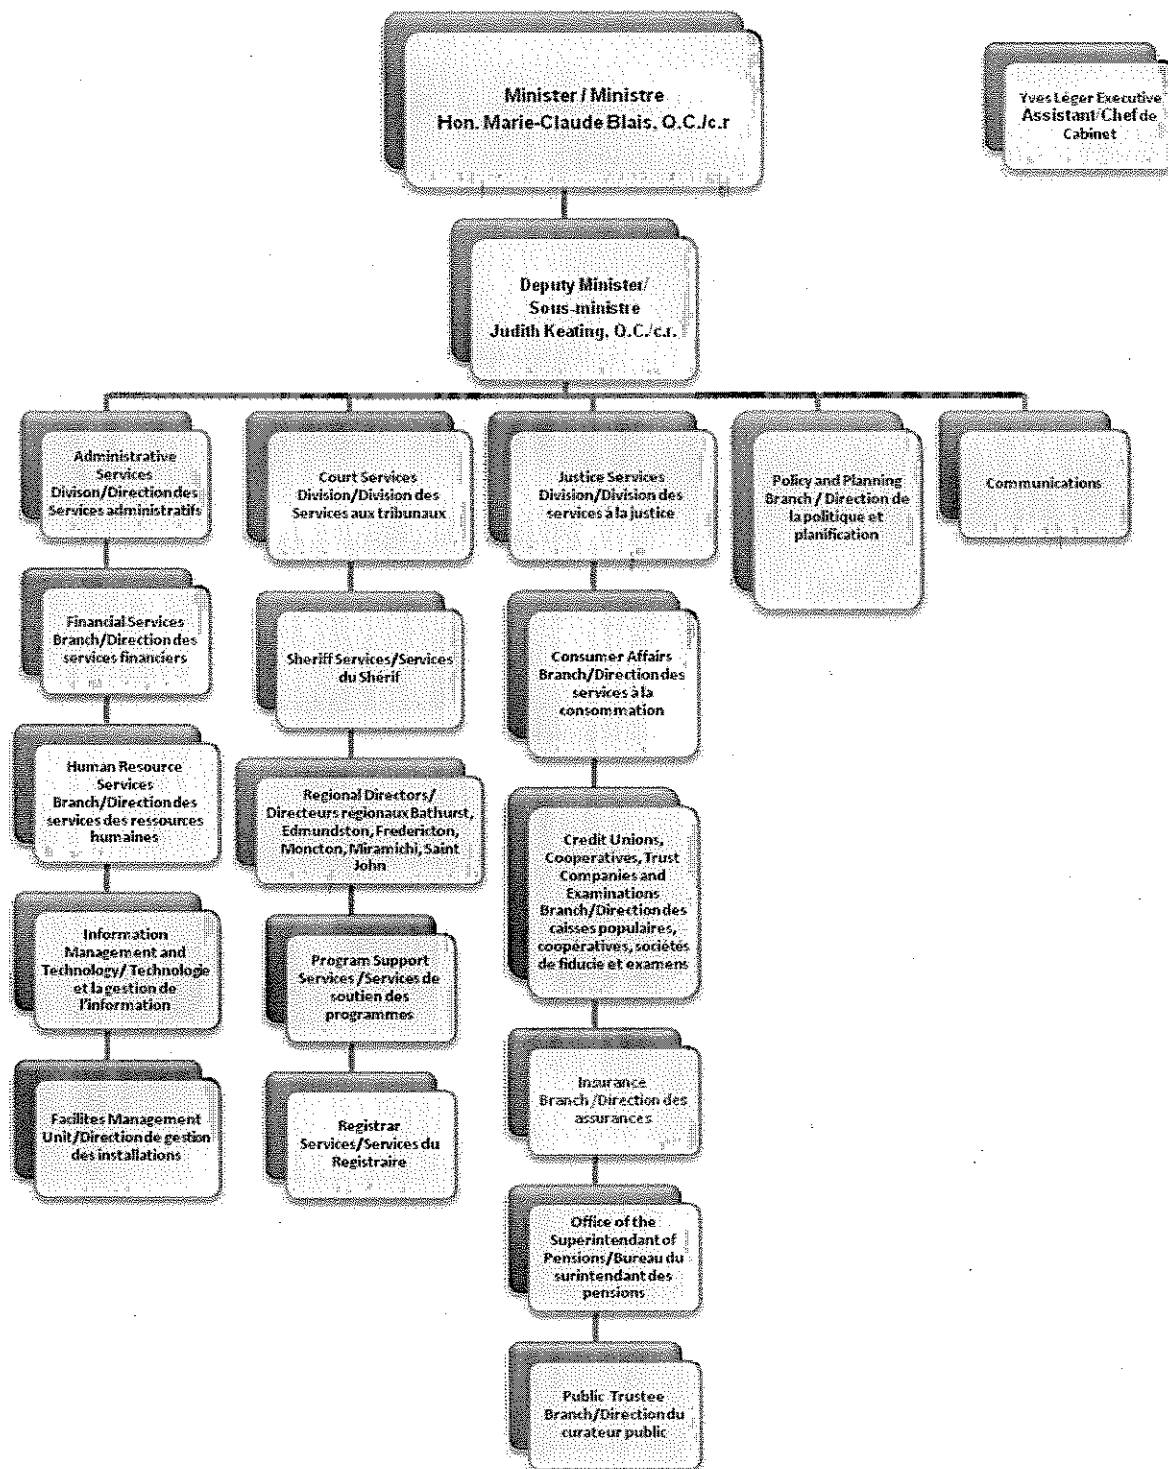 Minister / Ministre
Hon. Marie-Claude Blais, Q.C./c.r
Yves Léger Executive
Assistant/Chef de
Cabinet
Deputy Minister/
Sous-ministre
Judith Keating, Q.C./c.r.
Administrative
Services
Divison/Direction des
Services administratifs
Court Services
Division/Division des
Services aux tribunaux
Justice Services
Division/Division des
services à la justice
Policy and Planning
Branch / Direction de
la politique et
planification
Communications
Financial Services
Branch/Direction des
services financiers
Sheriff Services/Services
du Shérif
Consumer Affairs
Branch/Direction des
services à la
consommation
Human Resource
Services
Branch/Direction des
services des ressources
humaines
Regional Directors/
Directeurs régionaux Bathurst,
Edmundston, Fredericton,
Moncton, Miramichi, Saint
John
Credit Unions,
Cooperatives, Trust
Companies and
Examinations
Branch/Direction des
caisses populaires,
coopératives, sociétés
de fiducie et examens
Information
Management and
Technology/ Technologie
et la gestion de
l'information
Program Support
Services /Services de
soutien des
programmes
Insurance
Branch /Direction des
assurances
Facilites Management
Unit/Direction de gestion
des installations
Registrar
Services/Services du
Registraire
Office of the
Superintendant of
Pensions/Bureau du
surintendant des
pensions
Public Trustee
Branch/Direction du
curateur public